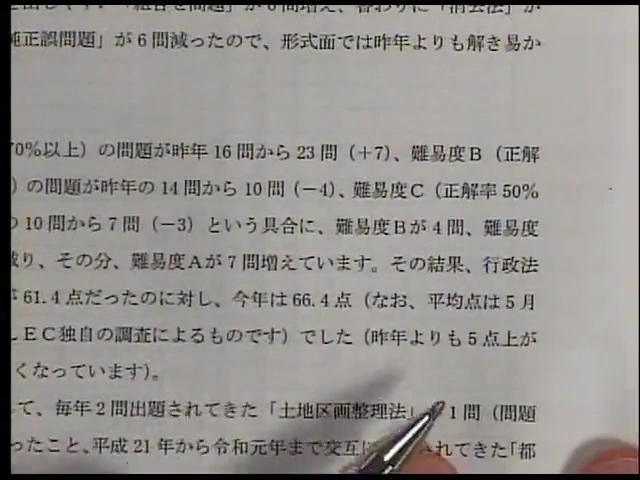 「組合せ問題」が6問増え、替わりに「消去法」が
純正誤問題」が6問減ったので、形式面では昨年よりも解き易か
70％以上）の問題が昨年16問から23問（+7）、難易度B（正解
）の問題が昨年の14問から10問（−4）、難易度C（正解率50%
10問から7問（−3）という具合に、難易度Bが4問、難易度
減り、その分、難易度Aが7問増えています。その結果、行政法
61.4点だったのに対し、今年は66.4点（なお、平均点は5月
LEC独自の調査によるものです）でした（昨年よりも5点上が
くなっています）。
て、毎年2問出題されてきた「土地区画整理法」 1問（問題
ったこと、平成21年から令和元年まで交互に されてきた「都